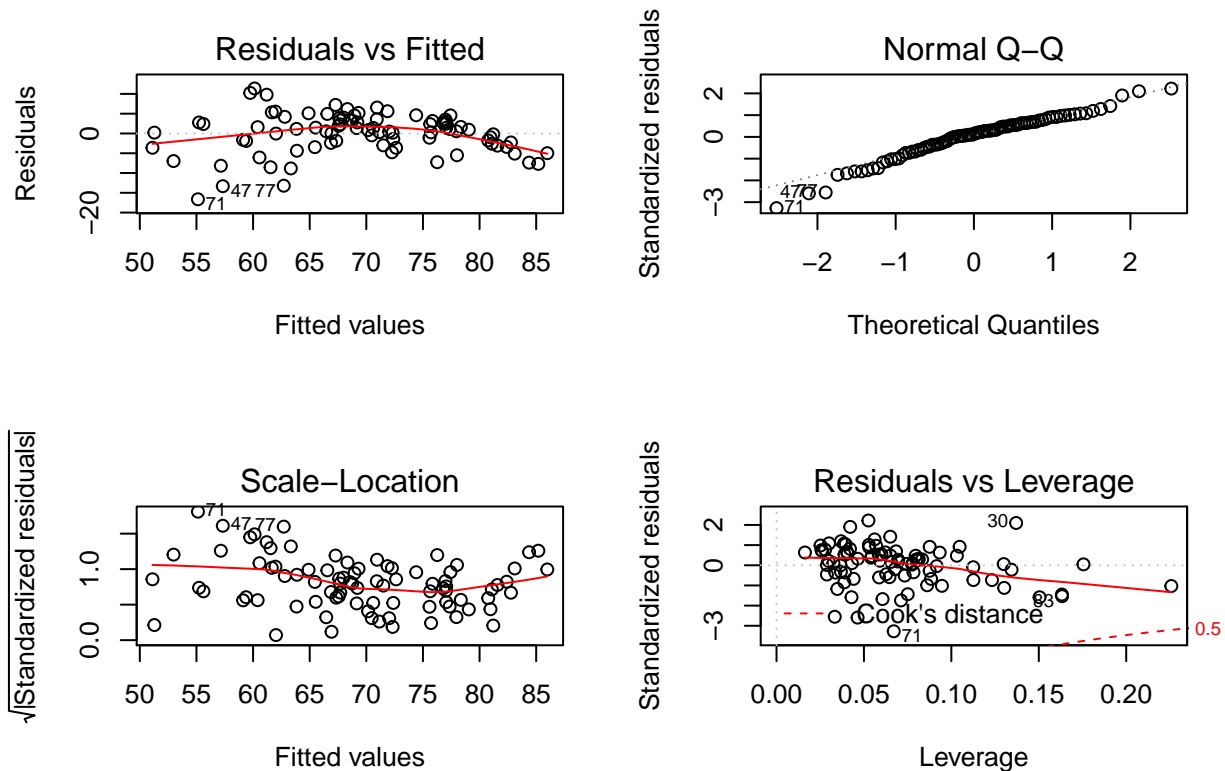 Residuals vs Fitted
Residuals
−20 0
47 77
71
50 55 60 65 70 75 80 85
Fitted values
Normal Q−Q
Standardized residuals
−3 0 2
47 77
71
−2 −1 0 1 2
Theoretical Quantiles
Scale−Location
√|Standardized residuals|
0.0 1.0
71
47 77
50 55 60 65 70 75 80 85
Fitted values
Residuals vs Leverage
Standardized residuals
−3 0 2
30
83
Cook's distance
71
0.5
0.00 0.05 0.10 0.15 0.20
Leverage